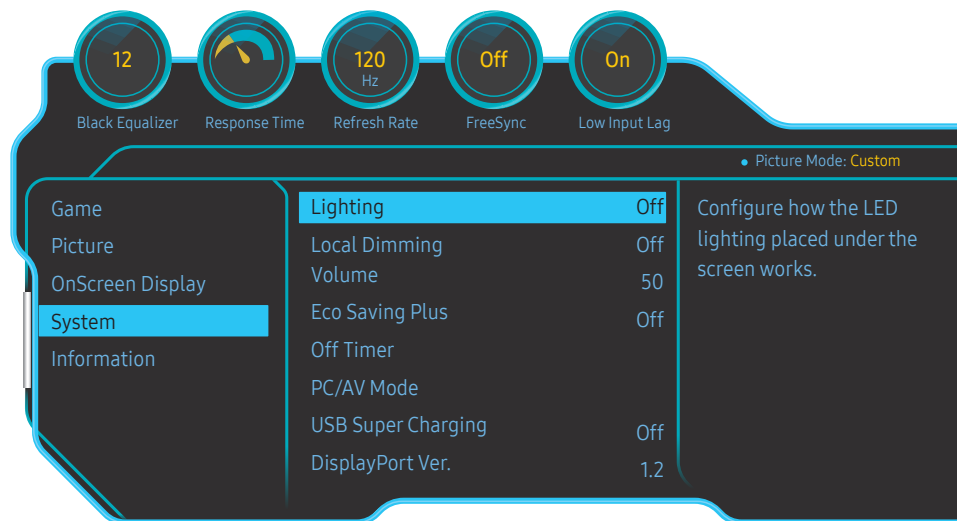 12
120
Hz
Off
On
Black Equalizer
Response Time
Refresh Rate
FreeSync
Low Input Lag
• Picture Mode: Custom
Game
Picture
OnScreen Display
System
Information
Lighting Off
Local Dimming Off
Volume 50
Eco Saving Plus Off
Off Timer
PC/AV Mode
USB Super Charging Off
DisplayPort Ver. 1.2
Configure how the LED
lighting placed under the
screen works.